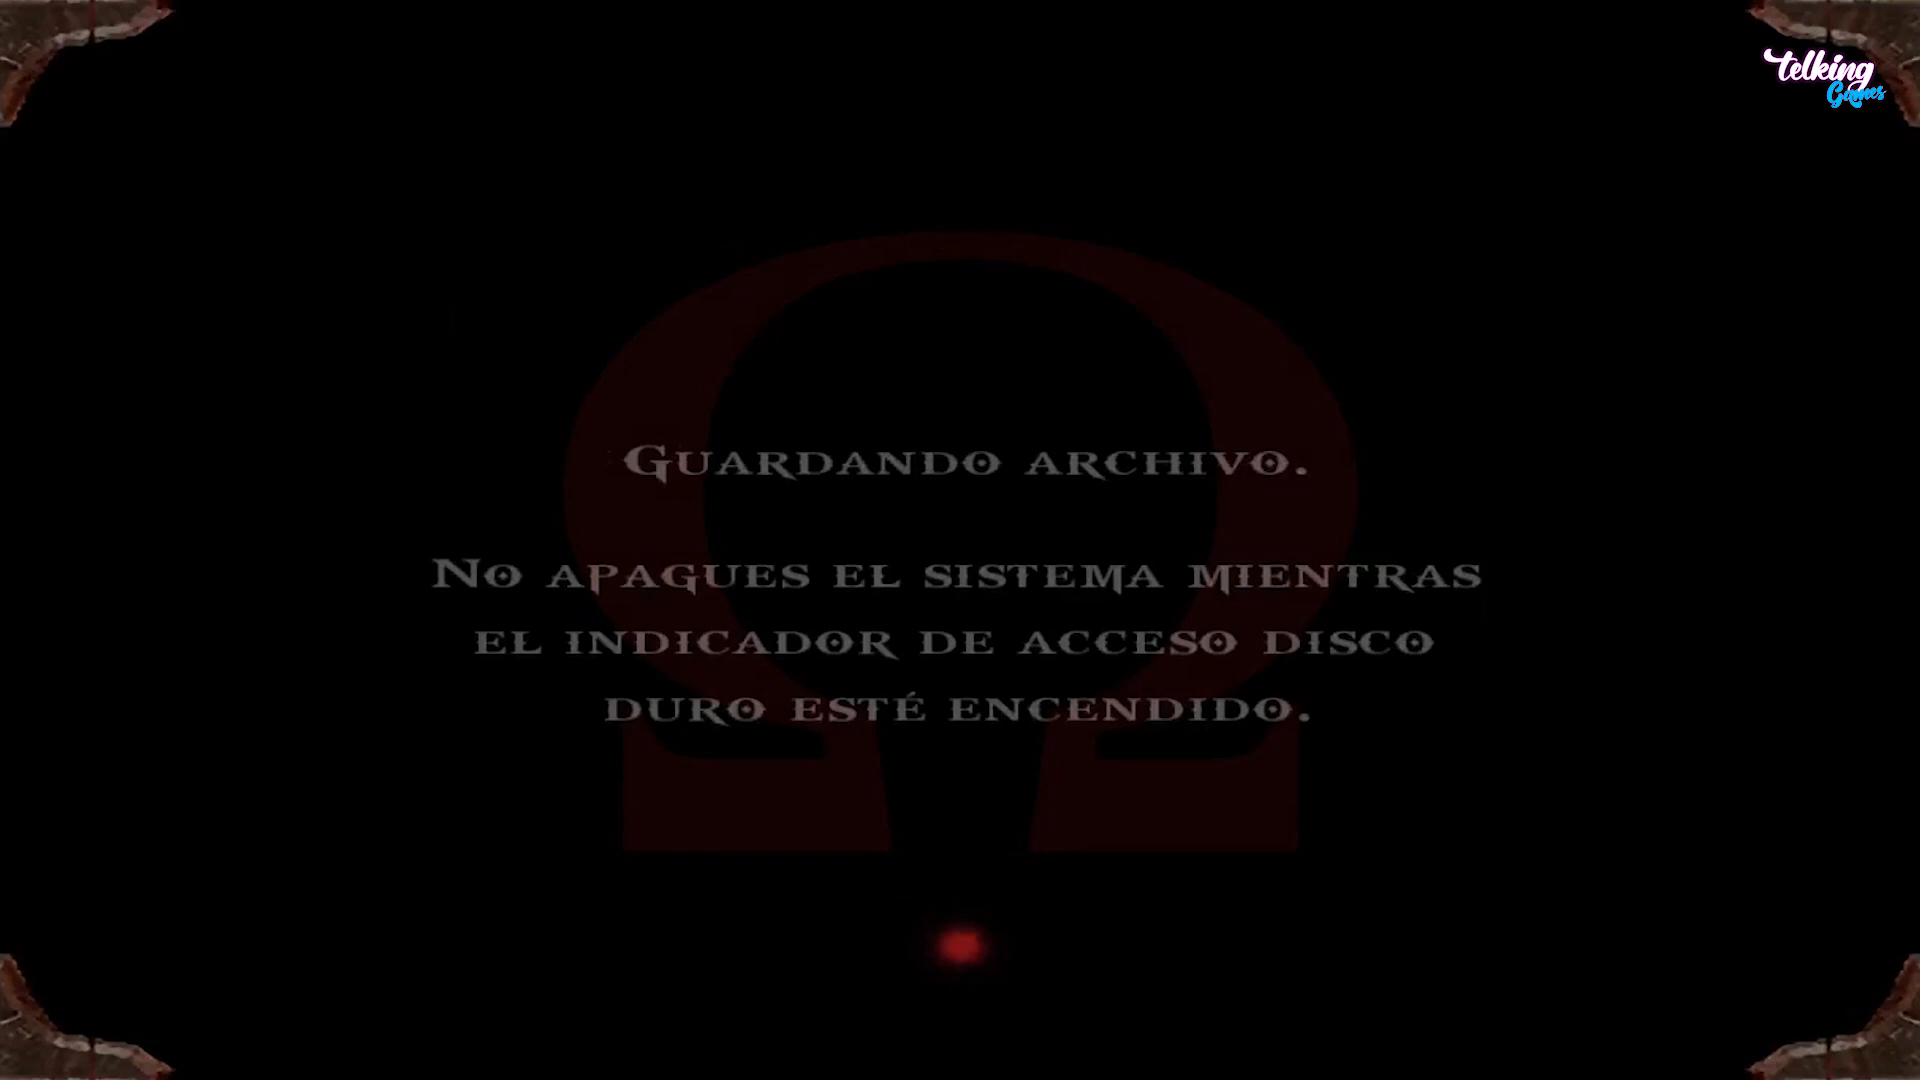 telking
Games
Guardando archivo.
No apagues el sistema mientras
el indicador de acceso disco
duro esté encendido.